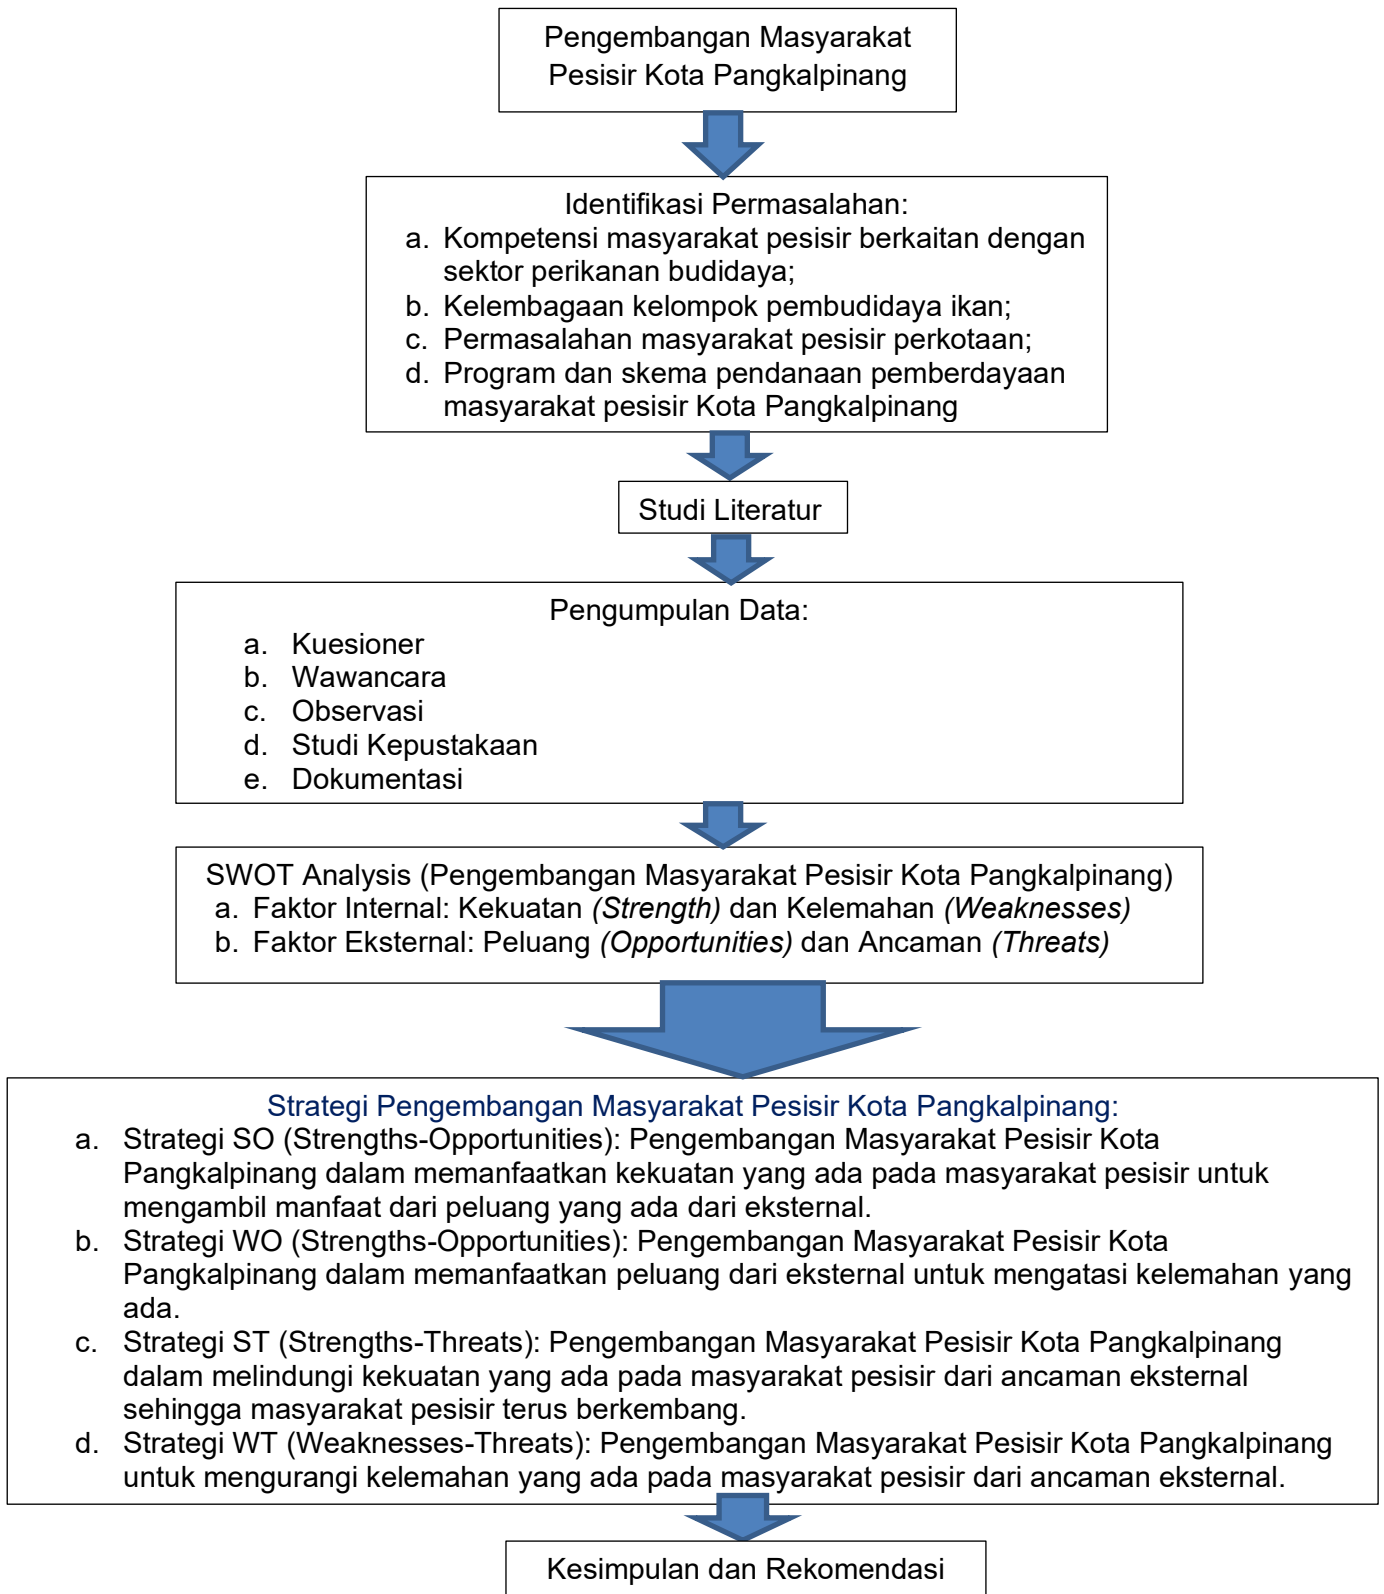 Pengembangan Masyarakat
Pesisir Kota Pangkalpinang
Identifikasi Permasalahan:
a. Kompetensi masyarakat pesisir berkaitan dengan
sektor perikanan budidaya;
b. Kelembagaan kelompok pembudidaya ikan;
c. Permasalahan masyarakat pesisir perkotaan;
d. Program dan skema pendanaan pemberdayaan
masyarakat pesisir Kota Pangkalpinang
Studi Literatur
Pengumpulan Data:
a. Kuesioner
b. Wawancara
c. Observasi
d. Studi Kepustakaan
e. Dokumentasi
SWOT Analysis (Pengembangan Masyarakat Pesisir Kota Pangkalpinang)
a. Faktor Internal: Kekuatan (Strength) dan Kelemahan (Weaknesses)
b. Faktor Eksternal: Peluang (Opportunities) dan Ancaman (Threats)
Strategi Pengembangan Masyarakat Pesisir Kota Pangkalpinang:
a. Strategi SO (Strengths-Opportunities): Pengembangan Masyarakat Pesisir Kota
Pangkalpinang dalam memanfaatkan kekuatan yang ada pada masyarakat pesisir untuk
mengambil manfaat dari peluang yang ada dari eksternal.
b. Strategi WO (Strengths-Opportunities): Pengembangan Masyarakat Pesisir Kota
Pangkalpinang dalam memanfaatkan peluang dari eksternal untuk mengatasi kelemahan yang
ada.
c. Strategi ST (Strengths-Threats): Pengembangan Masyarakat Pesisir Kota Pangkalpinang
dalam melindungi kekuatan yang ada pada masyarakat pesisir dari ancaman eksternal
sehingga masyarakat pesisir terus berkembang.
d. Strategi WT (Weaknesses-Threats): Pengembangan Masyarakat Pesisir Kota Pangkalpinang
untuk mengurangi kelemahan yang ada pada masyarakat pesisir dari ancaman eksternal.
Kesimpulan dan Rekomendasi